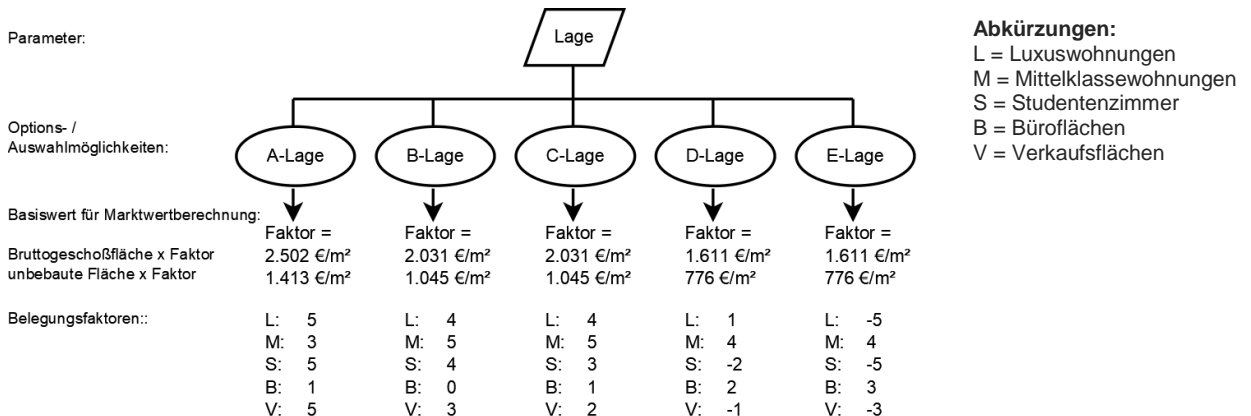 Parameter:
Lage
Abkürzungen:
L = Luxuswohnungen
M = Mittelklassewohnungen
S = Studentenzimmer
B = Büroflächen
V = Verkaufsflächen
Options- /
Auswahlmöglichkeiten:
A-Lage B-Lage C-Lage D-Lage E-Lage
Basiswert für Marktwertberechnung:
Faktor = Faktor = Faktor = Faktor = Faktor =
Bruttogeschoßfläche x Faktor 2.502 €/m² 2.031 €/m² 2.031 €/m² 1.611 €/m² 1.611 €/m²
unbebaute Fläche x Faktor 1.413 €/m² 1.045 €/m² 1.045 €/m² 776 €/m² 776 €/m²
Belegungsfaktoren:: L: 5 L: 4 L: 4 L: 1 L: -5
M: 3 M: 5 M: 5 M: 4 M: 4
S: 5 S: 4 S: 3 S: -2 S: -5
B: 1 B: 0 B: 1 B: 2 B: 3
V: 5 V: 3 V: 2 V: -1 V: -3